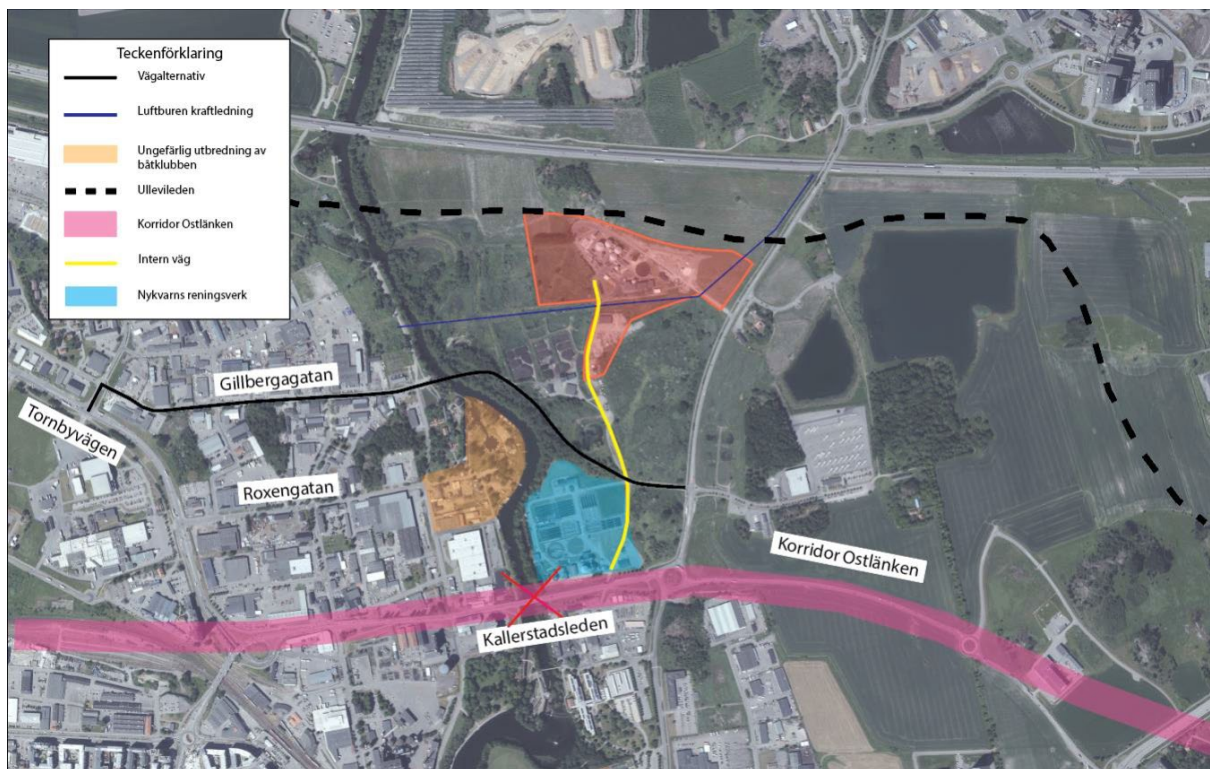 Teckenförklaring
Vägalternativ
Luftburen kraftledning
Ungefärlig utbredning av
båtklubben
Ullevileden
Korridor Ostlänken
Intern väg
Nykvarns reningsverk
Gillbergagatan
Tornbyvägen
Roxengatan
Korridor Ostlänken
Kallerstadsleden